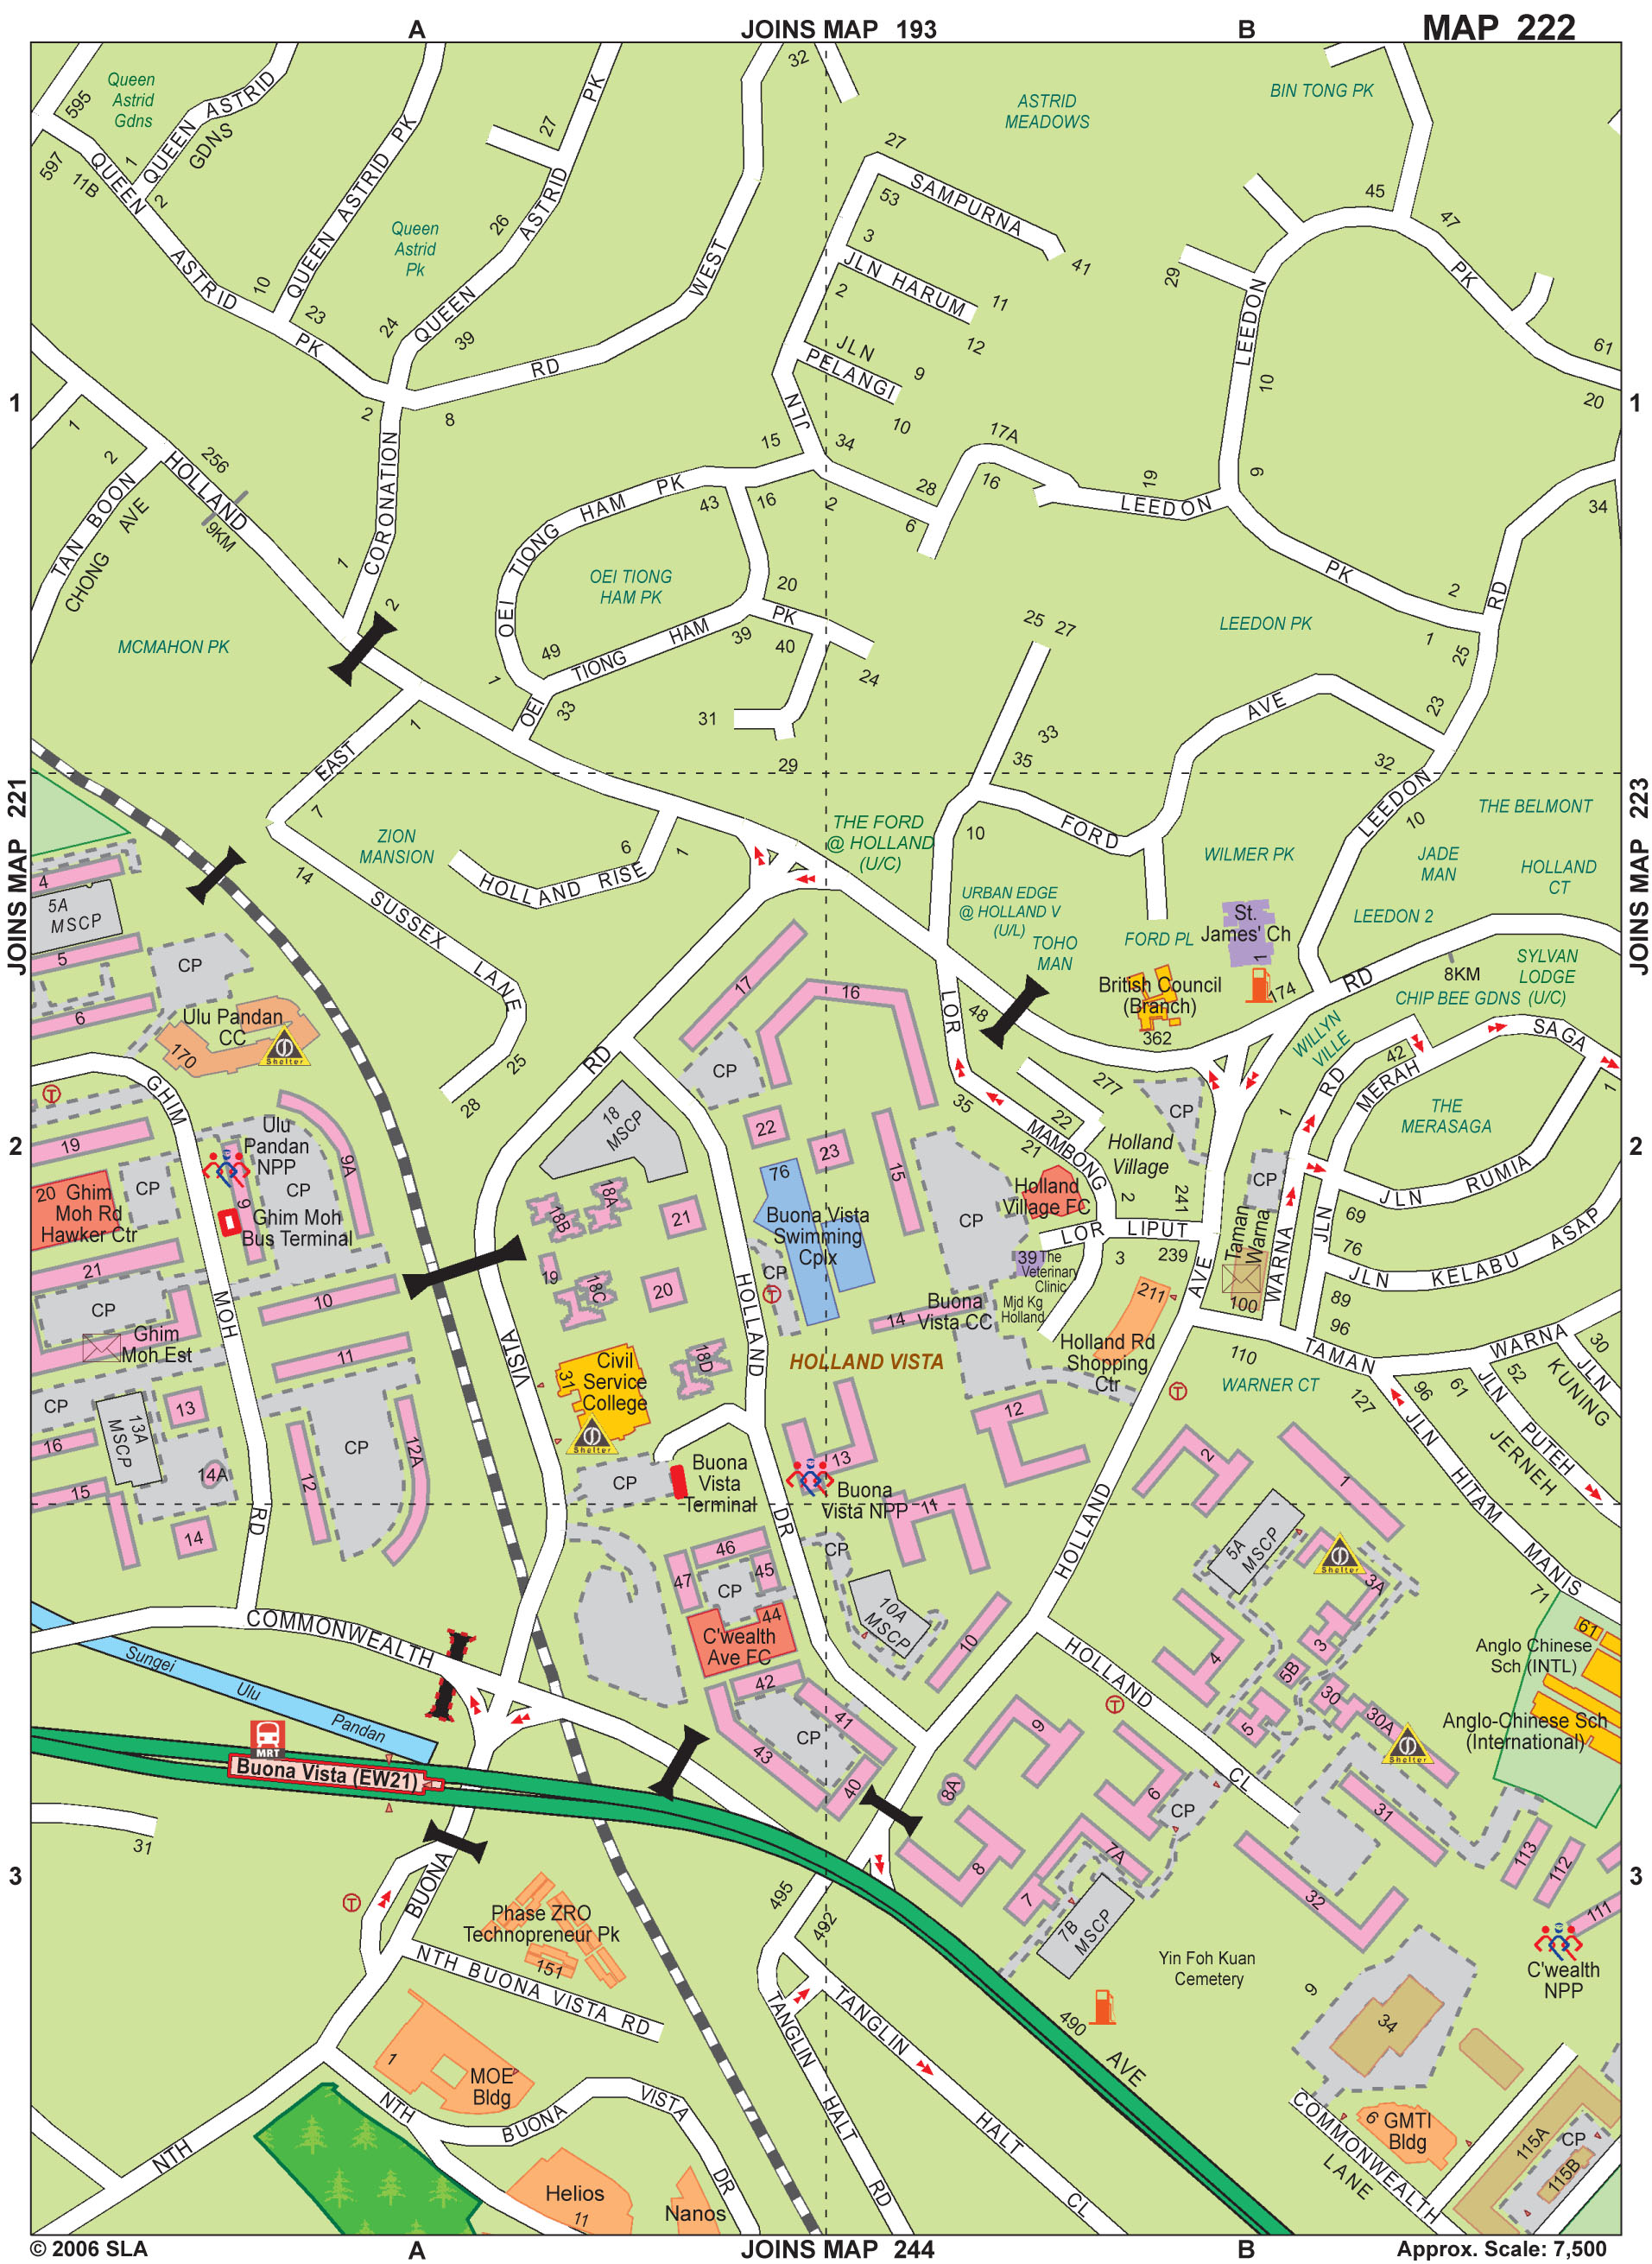 A
JOINS MAP 193
B
MAP 222
595
Queen
Astrid
Gdns
QUEEN ASTRID
GDNS
597
11B
1
2
QUEEN
ASTRID
PK
10
23
QUEEN ASTRID PK
Queen
Astrid
Pk
24
QUEEN
ASTRID
PK
26
27
39
32
WEST
RD
2
8
ASTRID
MEADOWS
BIN TONG PK
27
53
SAMPURNA
41
3
JLN HARUM
2
11
12
JLN
PELANGI
9
10
JLN
15
34
29
45
47
PK
61
20
LEEDON
10
9
1
1
1
2
TAN BOON
CHONG
AVE
256
HOLLAND
9KM
1
CORONATION
2
MCMAHON PK
OEI
TIONG
HAM
PK
43
16
OEI TIONG
HAM PK
20
PK
40
39
HAM
TIONG
49
OEI
33
1
31
29
24
2
28
6
16
17A
19
LEEDON
PK
2
1
25
RD
34
LEEDON PK
25
27
33
35
AVE
23
32
LEEDON
10
THE BELMONT
JOINS MAP 221
JOINS MAP 223
1
EAST
7
14
ZION
MANSION
6
1
HOLLAND RISE
SUSSEX
LANE
25
28
THE FORD
@ HOLLAND
(U/C)
10
FORD
WILMER PK
JADE
MAN
HOLLAND
CT
URBAN EDGE
@ HOLLAND V
(U/L)
TOHO
MAN
FORD PL
St.
James' Ch
1
LEEDON 2
SYLVAN
LODGE
(U/C)
8KM
CHIP BEE GDNS
RD
174
British Council
(Branch)
362
48
4
5A
MSCP
5
6
CP
Ulu Pandan
CC
170
Shelter
GHIM
MOH
RD
19
20 Ghim
Moh Rd
Hawker Ctr
CP
21
CP
Ulu
Pandan
NPP
9A
CP
9
Ghim Moh
Bus Terminal
10
11
Ghim
Moh Est
CP
13
13A
MSCP
16
15
14A
14
CP
12
12A
2
2
RD
17
16
CP
18
MSCP
22
23
15
76
Buona Vista
Swimming
Cplx
CP
18A
18B
21
19
18C
20
18D
VISTA
Civil
Service
College
31
Shelter
CP
Buona
Vista
Terminal
HOLLAND
DR
HOLLAND VISTA
14
Buona
Vista CC
13
Buona
Vista NPP
11
12
CP
LOR
35
MAMBONG
21
22
277
CP
Holland
Village
Holland
Village FC
2
241
LOR LIPUT
3
239
39 The
Veterinary
Clinic
Mjd Kg
Holland
211
Holland Rd
Shopping
Ctr
AVE
Taman
Warna
100
CP
WARNA
RD
1
WILLYN
VILLE
42
MERAH
SAGA
1
THE
MERASAGA
JLN RUMIA
JLN
69
76
JLN KELABU ASAP
89
96
TAMAN
WARNA
110
WARNER CT
127
96
61
52
30
JLN
KUNING
JLN
PUTEH
JERNEH
JLN
HITAM
MANIS
71
2
1
5A
MSCP
Shelter
3A
3
4
5B
5
30
30A
Shelter
HOLLAND
HOLLAND
CL
61
Anglo Chinese
Sch (INTL)
Anglo-Chinese Sch
(International)
COMMONWEALTH
Sungei
Ulu
Pandan
MRT
Buona Vista (EW21)
47
46
45
CP
44
C'wealth
Ave FC
42
41
CP
43
40
CP
10A
MSCP
10
9
8A
8
6
CP
7A
7
7B
MSCP
31
32
113
112
111
C'wealth
NPP
3
3
31
BUONA
Phase ZRO
Technopreneur Pk
151
NTH BUONA VISTA RD
1
MOE
Bldg
NTH
NTH
BUONA
VISTA
DR
Helios
11
Nanos
495
492
TANGLIN
HALT
RD
TANGLIN
HALT
CL
490
AVE
Yin Foh Kuan
Cemetery
9
34
COMMONWEALTH
LANE
6 GMTI
Bldg
115A
CP
115B
© 2006 SLA
A
JOINS MAP 244
B
Approx. Scale: 7,500